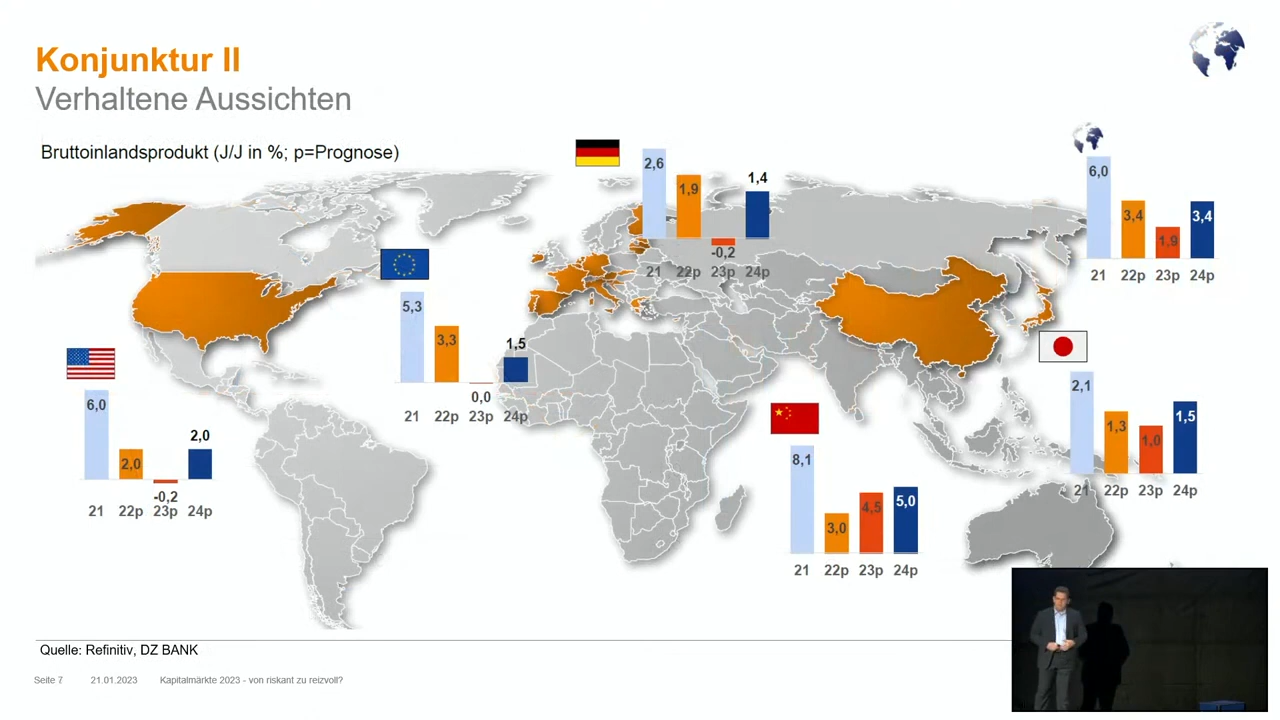 Konjunktur II
Verhaltene Aussichten
Bruttoinlandsprodukt (J/J in %; p=Prognose)
2,6
1,9
-0,2
1,4
21 22p 23p 24p
6,0
3,4
1,9
3,4
21 22p 23p 24p
5,3
3,3
0,0
1,5
21 22p 23p 24p
6,0
2,0
-0,2
2,0
21 22p 23p 24p
8,1
3,0
4,5
5,0
21 22p 23p 24p
2,1
1,3
1,0
1,5
21 22p 23p 24p
Quelle: Refinitiv, DZ BANK
Seite 7 21.01.2023 Kapitalmärkte 2023 - von riskant zu reizvoll?